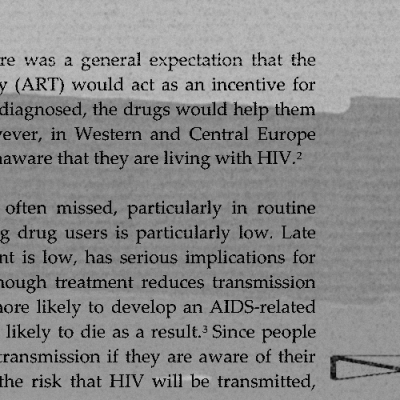 re was a general expectation that the
y (ART) would act as an incentive for
diagnosed, the drugs would help them
vever, in Western and Central Europe
naware that they are living with HIV.²
often missed, particularly in routine
g drug users is particularly low. Late
nt is low, has serious implications for
hough treatment reduces transmission
nore likely to develop an AIDS-related
likely to die as a result.³ Since people
transmission if they are aware of their
the risk that HIV will be transmitted,